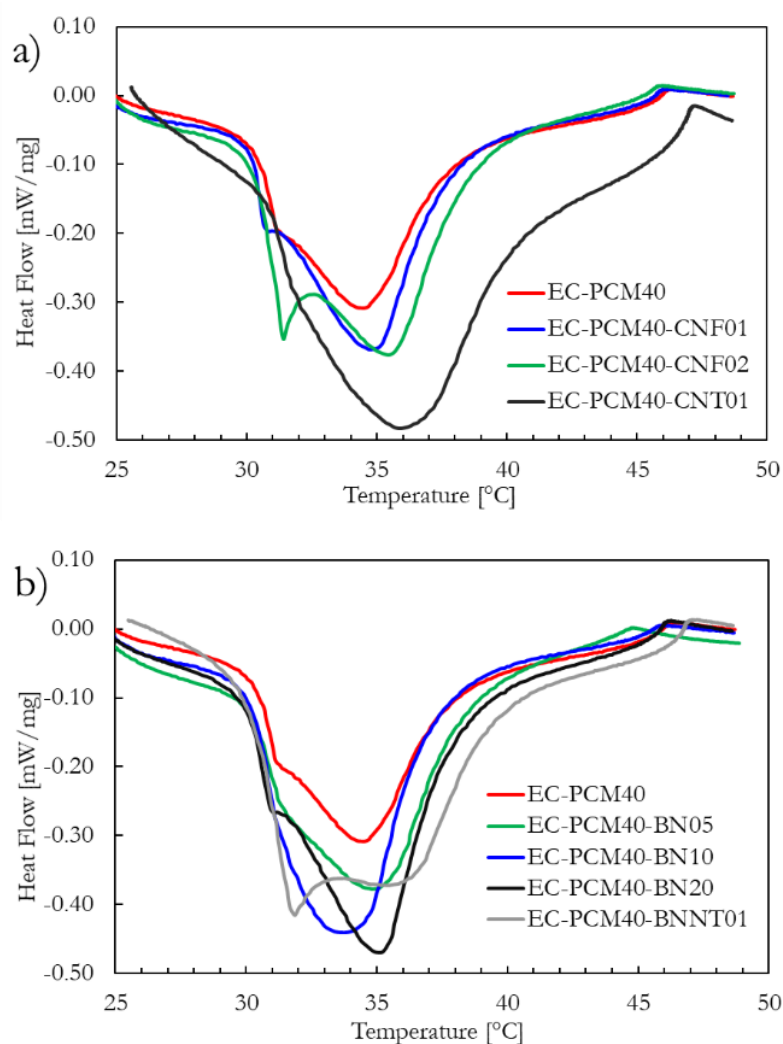 a)
0.10
0.00
-0.10
-0.20
-0.30
-0.40
-0.50
Heat Flow [mW/mg]
EC-PCM40
EC-PCM40-CNF01
EC-PCM40-CNF02
EC-PCM40-CNT01
25 30 35 40 45 50
Temperature [°C]
b)
0.10
0.00
-0.10
-0.20
-0.30
-0.40
-0.50
Heat Flow [mW/mg]
EC-PCM40
EC-PCM40-BN05
EC-PCM40-BN10
EC-PCM40-BN20
EC-PCM40-BNNT01
25 30 35 40 45 50
Temperature [°C]